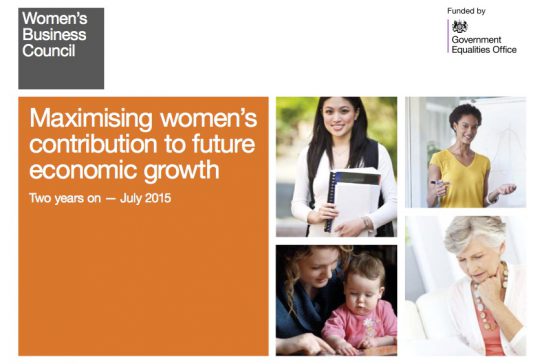 Women's
Business
Council
Funded by
Government
Equalities Office
Maximising women's
contribution to future
economic growth
Two years on — July 2015